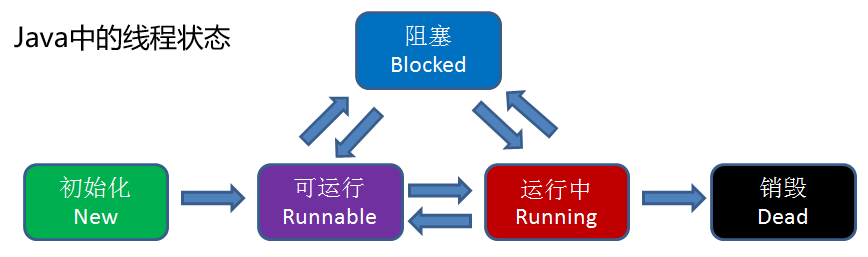 Java中的线程状态
阻塞
Blocked
初始化
New
可运行
Runnable
运行中
Running
销毁
Dead